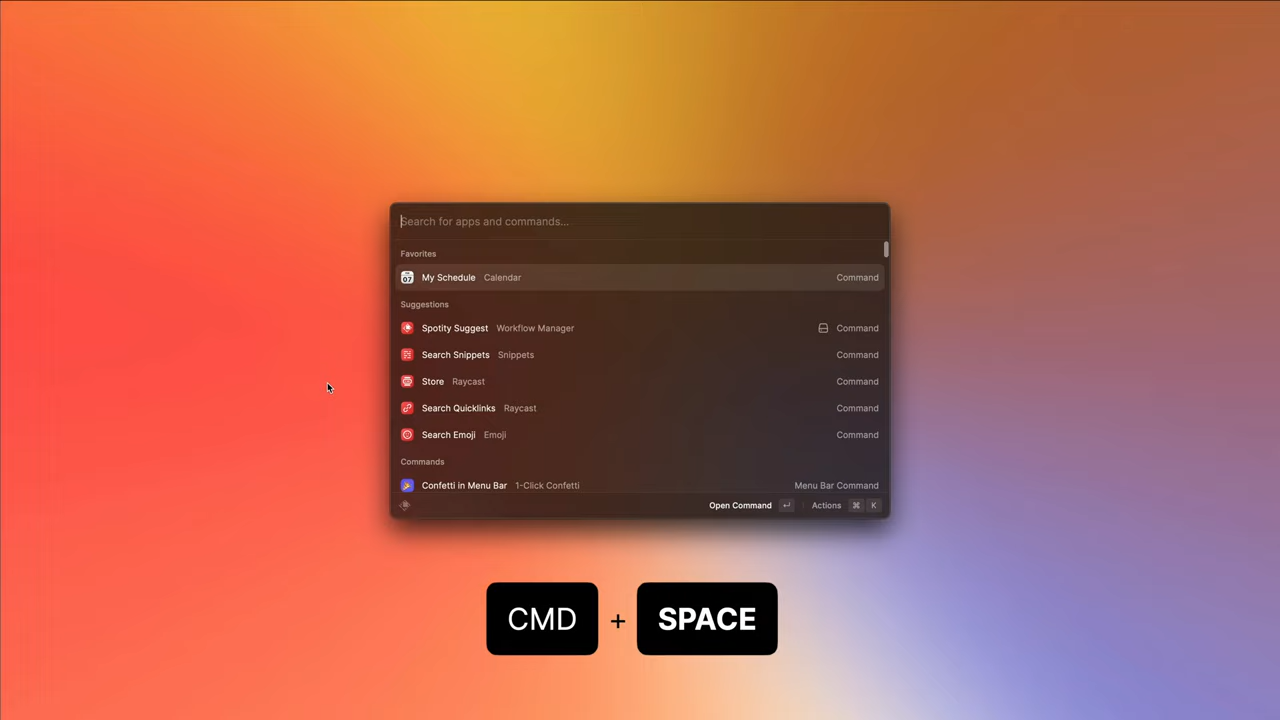 Search for apps and commands...
Favorites
07 My Schedule Calendar Command
Suggestions
Spotity Suggest Workflow Manager Command
Search Snippets Snippets Command
Store Raycast Command
Search Quicklinks Raycast Command
Search Emoji Emoji Command
Commands
Confetti in Menu Bar 1-Click Confetti Menu Bar Command
Open Command ↵ Actions ⌘ K
CMD + SPACE